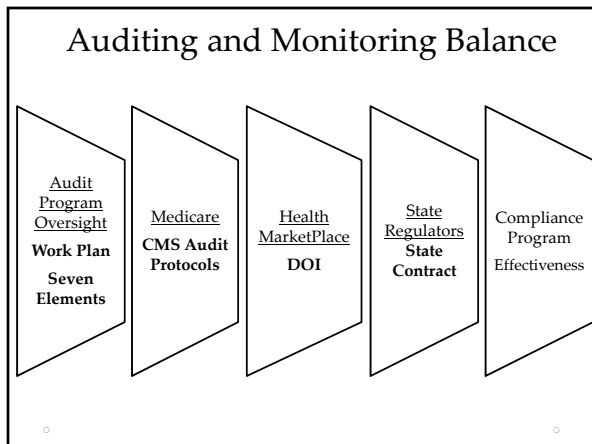 Auditing and Monitoring Balance
Audit
Program
Oversight
Work Plan
Seven
Elements
Medicare
CMS Audit
Protocols
Health
MarketPlace
DOI
State
Regulators
State
Contract
Compliance
Program
Effectiveness